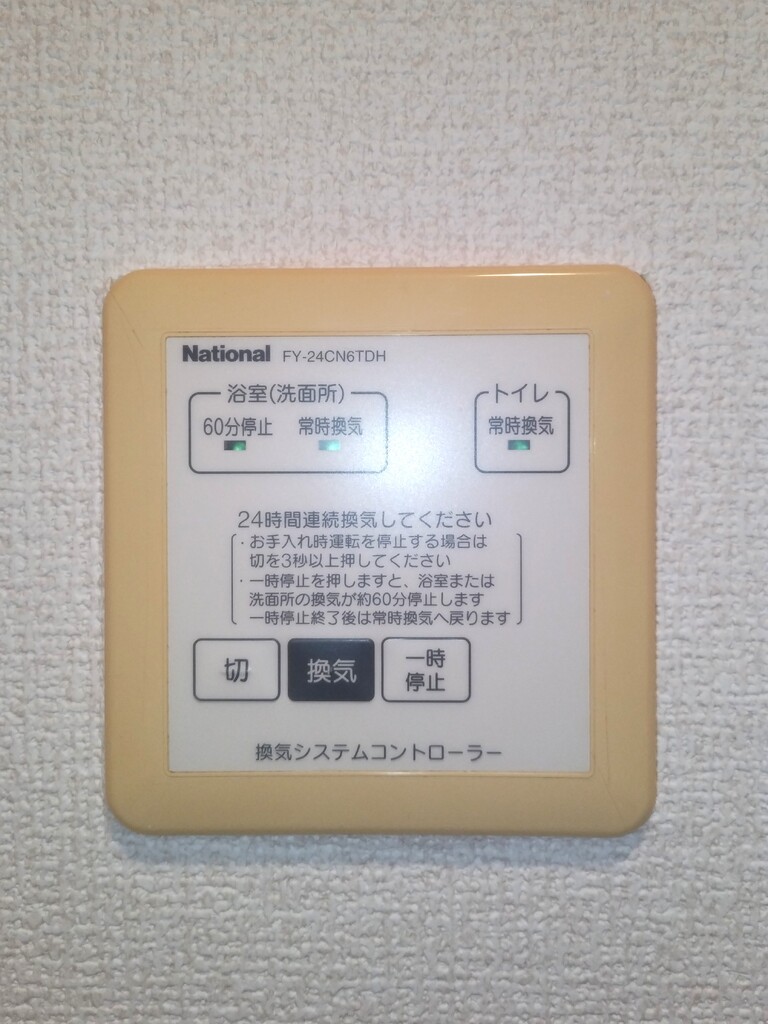 National FY-24CN6TDH
浴室(洗面所)
60分停止 常時換気
トイレ
常時換気
24時間連続換気してください
・お手入れ時運転を停止する場合は
切を3秒以上押してください
・一時停止を押しますと、浴室または
洗面所の換気が約60分停止します
一時停止終了後は常時換気へ戻ります
切
換気
一時
停止
換気システムコントローラー